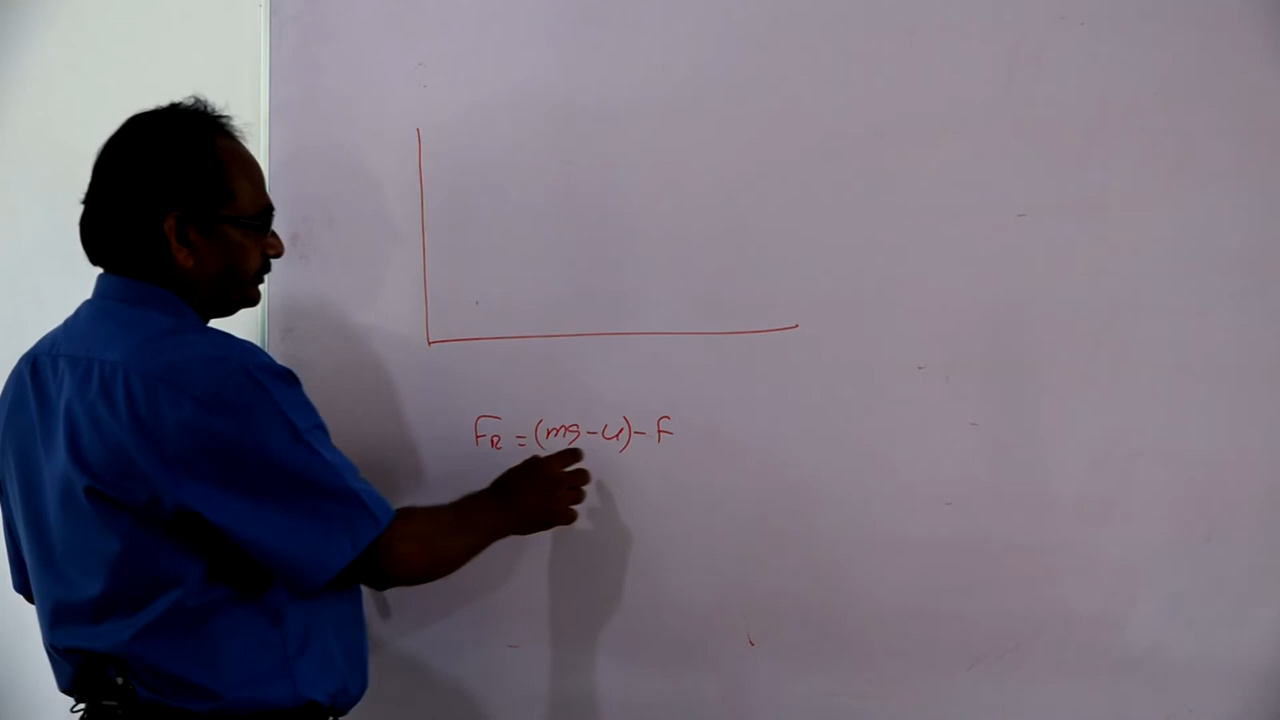 FR = (mg - U) - F